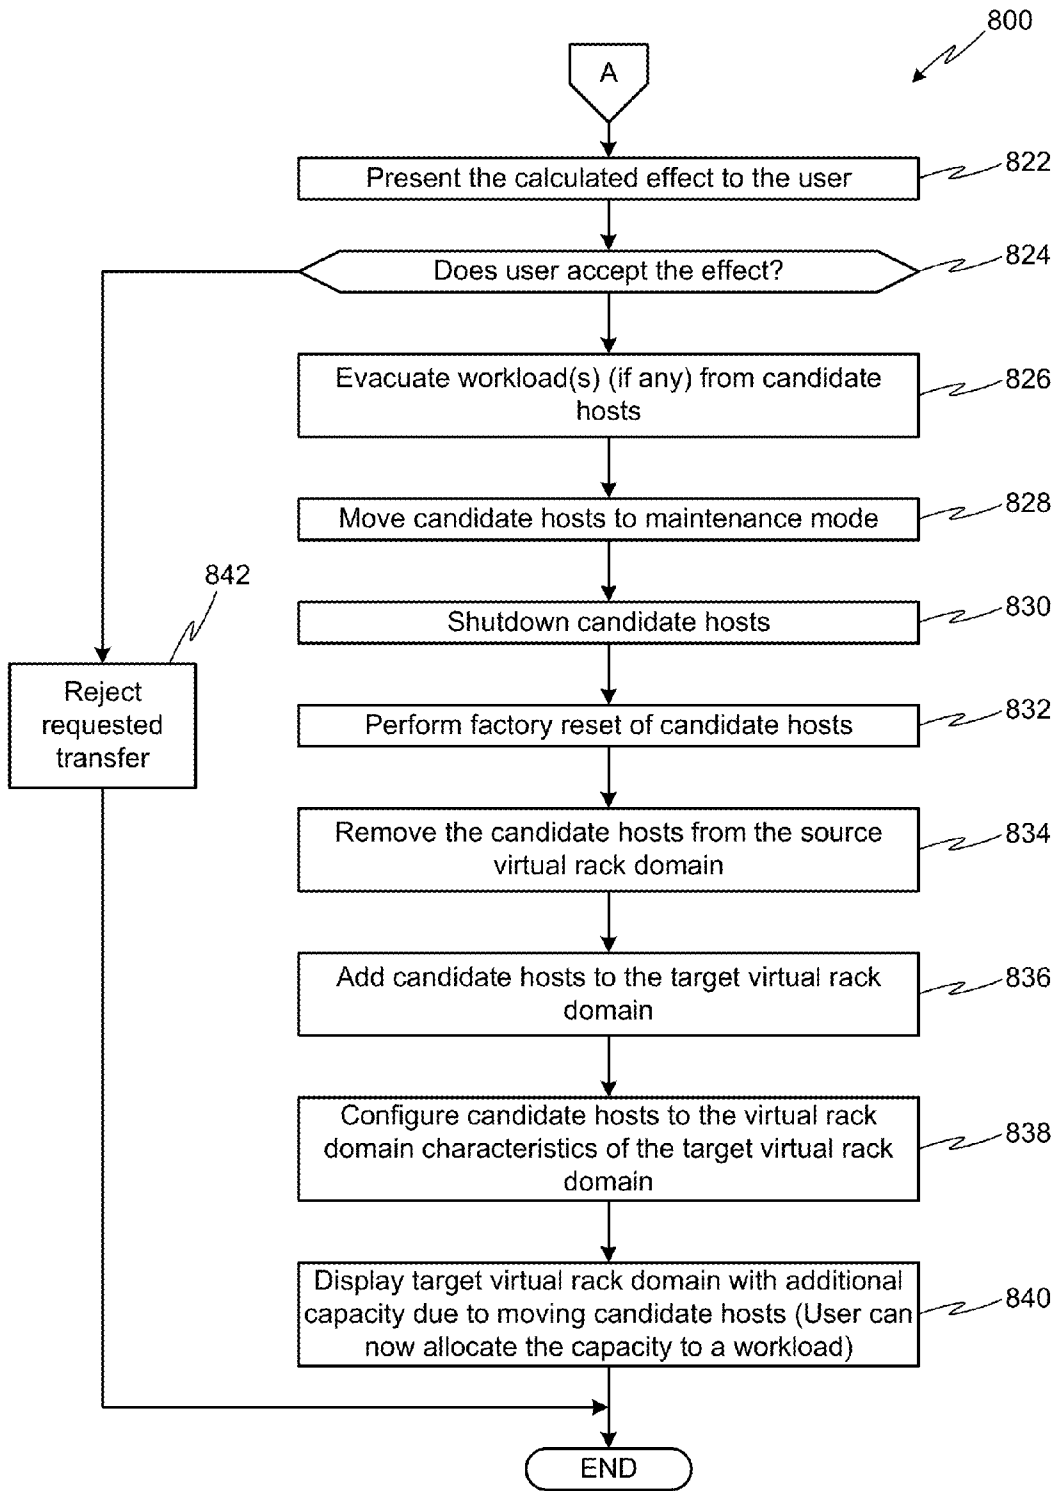 800
A
Present the calculated effect to the user
822
Does user accept the effect?
824
Evacuate workload(s) (if any) from candidate
hosts
826
Move candidate hosts to maintenance mode
828
Shutdown candidate hosts
830
842
Reject
requested
transfer
Perform factory reset of candidate hosts
832
Remove the candidate hosts from the source
virtual rack domain
834
Add candidate hosts to the target virtual rack
domain
836
Configure candidate hosts to the virtual rack
domain characteristics of the target virtual rack
domain
838
Display target virtual rack domain with additional
capacity due to moving candidate hosts (User can
now allocate the capacity to a workload)
840
END